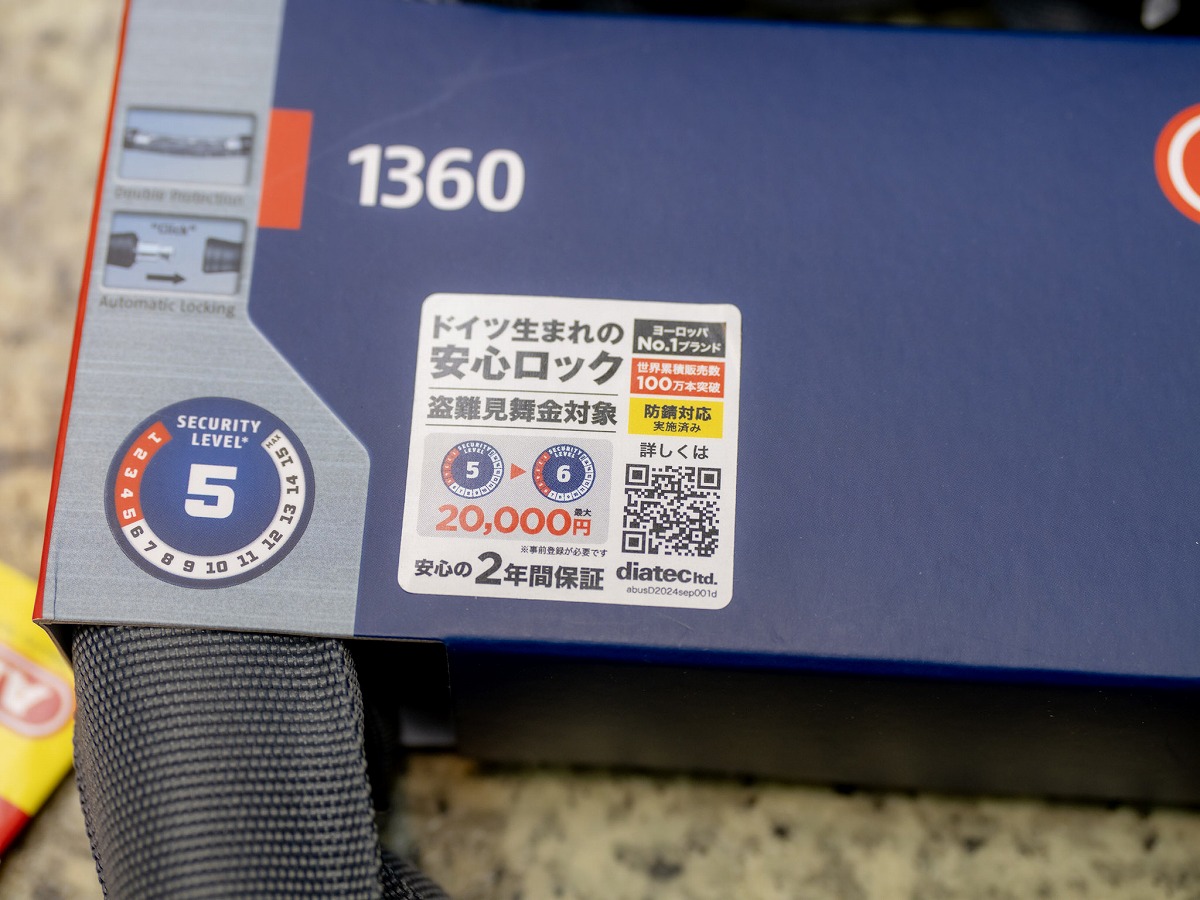 1360
Double Protection
"Click"
Automatic Locking
SECURITY
LEVEL*
5
1 2 3 4 5 6 7 8 9 10 11 12 13 14 15 MAX
ドイツ生まれの
安心ロック
盗難見舞金対象
SECURITY
LEVEL
5
SECURITY
LEVEL
6
最大
20,000円
※事前登録が必要です
安心の2年間保証
ヨーロッパ
No.1ブランド
世界累積販売数
100万本突破
防錆対応
実施済み
詳しくは
diatec ltd.
abusD2024sep001d